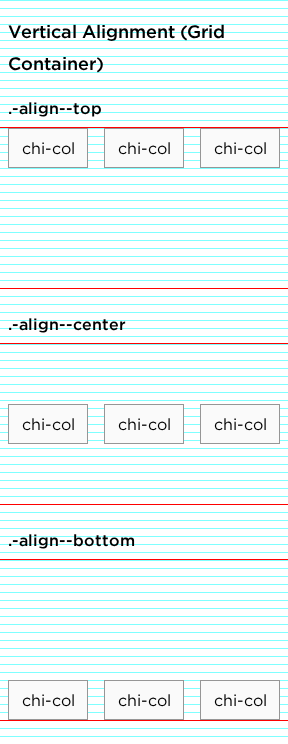 Vertical Alignment (Grid
Container)
.-align--top
chi-col chi-col chi-col
.-align--center
chi-col chi-col chi-col
.-align--bottom
chi-col chi-col chi-col